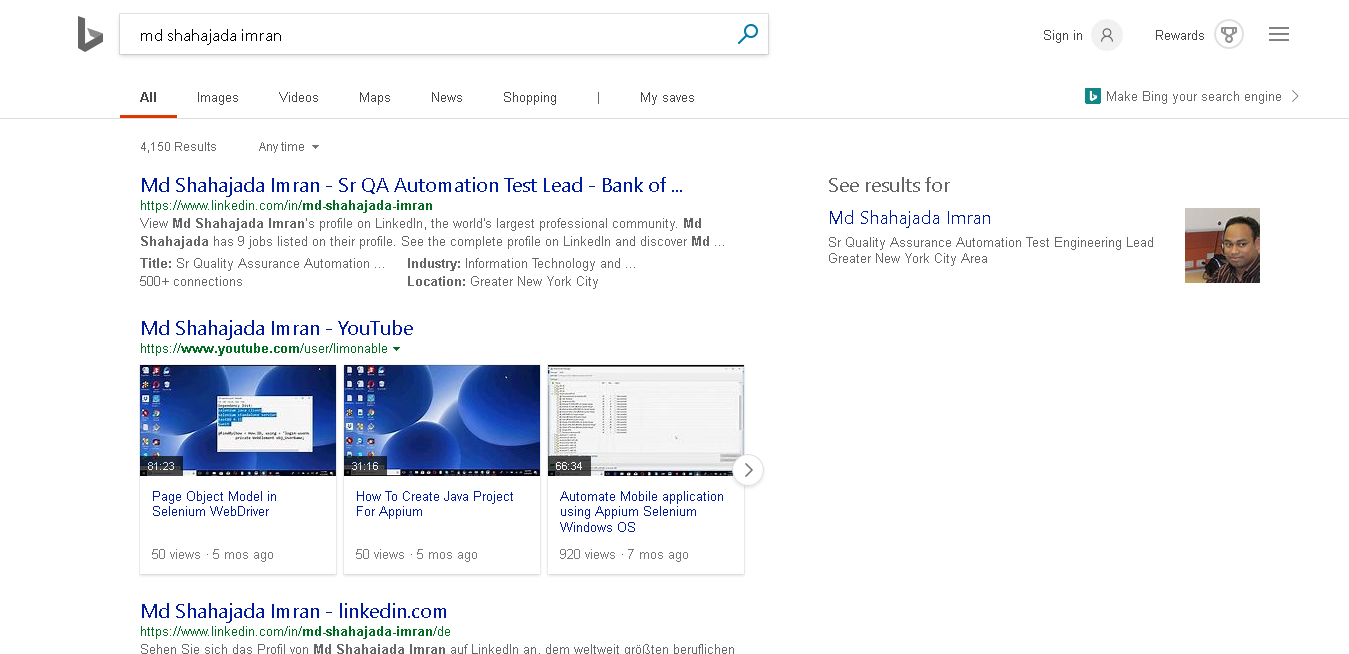 md shahajada imran
Sign in
Rewards
All
Images
Videos
Maps
News
Shopping
|
My saves
Make Bing your search engine
4,150 Results
Any time
Md Shahajada Imran - Sr QA Automation Test Lead - Bank of ...
https://www.linkedin.com/in/md-shahajada-imran
View Md Shahajada Imran's profile on LinkedIn, the world's largest professional community. Md
Shahajada has 9 jobs listed on their profile. See the complete profile on LinkedIn and discover Md ...
Title: Sr Quality Assurance Automation ...
Industry: Information Technology and ...
500+ connections
Location: Greater New York City
See results for
Md Shahajada Imran
Sr Quality Assurance Automation Test Engineering Lead
Greater New York City Area
Md Shahajada Imran - YouTube
https://www.youtube.com/user/limonable
81:23
Page Object Model in
Selenium WebDriver
50 views · 5 mos ago
31:16
How To Create Java Project
For Appium
50 views · 5 mos ago
66:34
Automate Mobile application
using Appium Selenium
Windows OS
920 views · 7 mos ago
Md Shahajada Imran - linkedin.com
https://www.linkedin.com/in/md-shahajada-imran/de
Sehen Sie sich das Profil von Md Shahajada Imran auf LinkedIn an, dem weltweit größten beruflichen